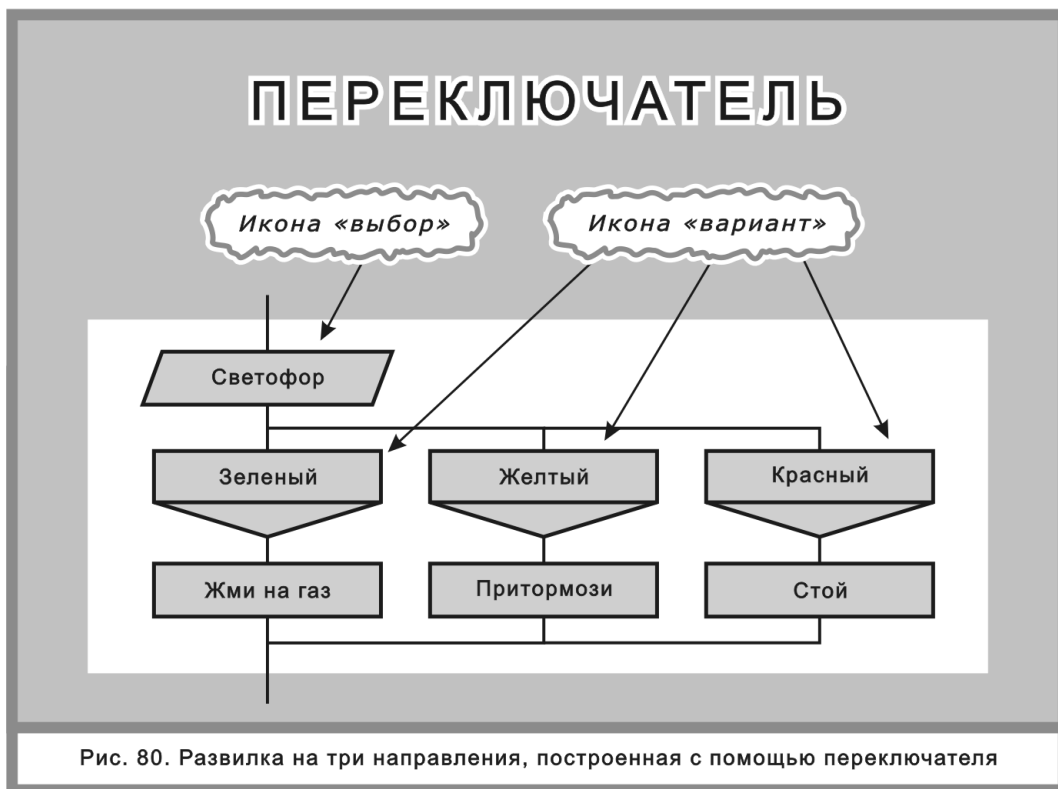 ПЕРЕКЛЮЧАТЕЛЬ
Икона «выбор»
Икона «вариант»
Светофор
Зеленый
Желтый
Красный
Жми на газ
Притормози
Стой
Рис. 80. Развилка на три направления, построенная с помощью переключателя